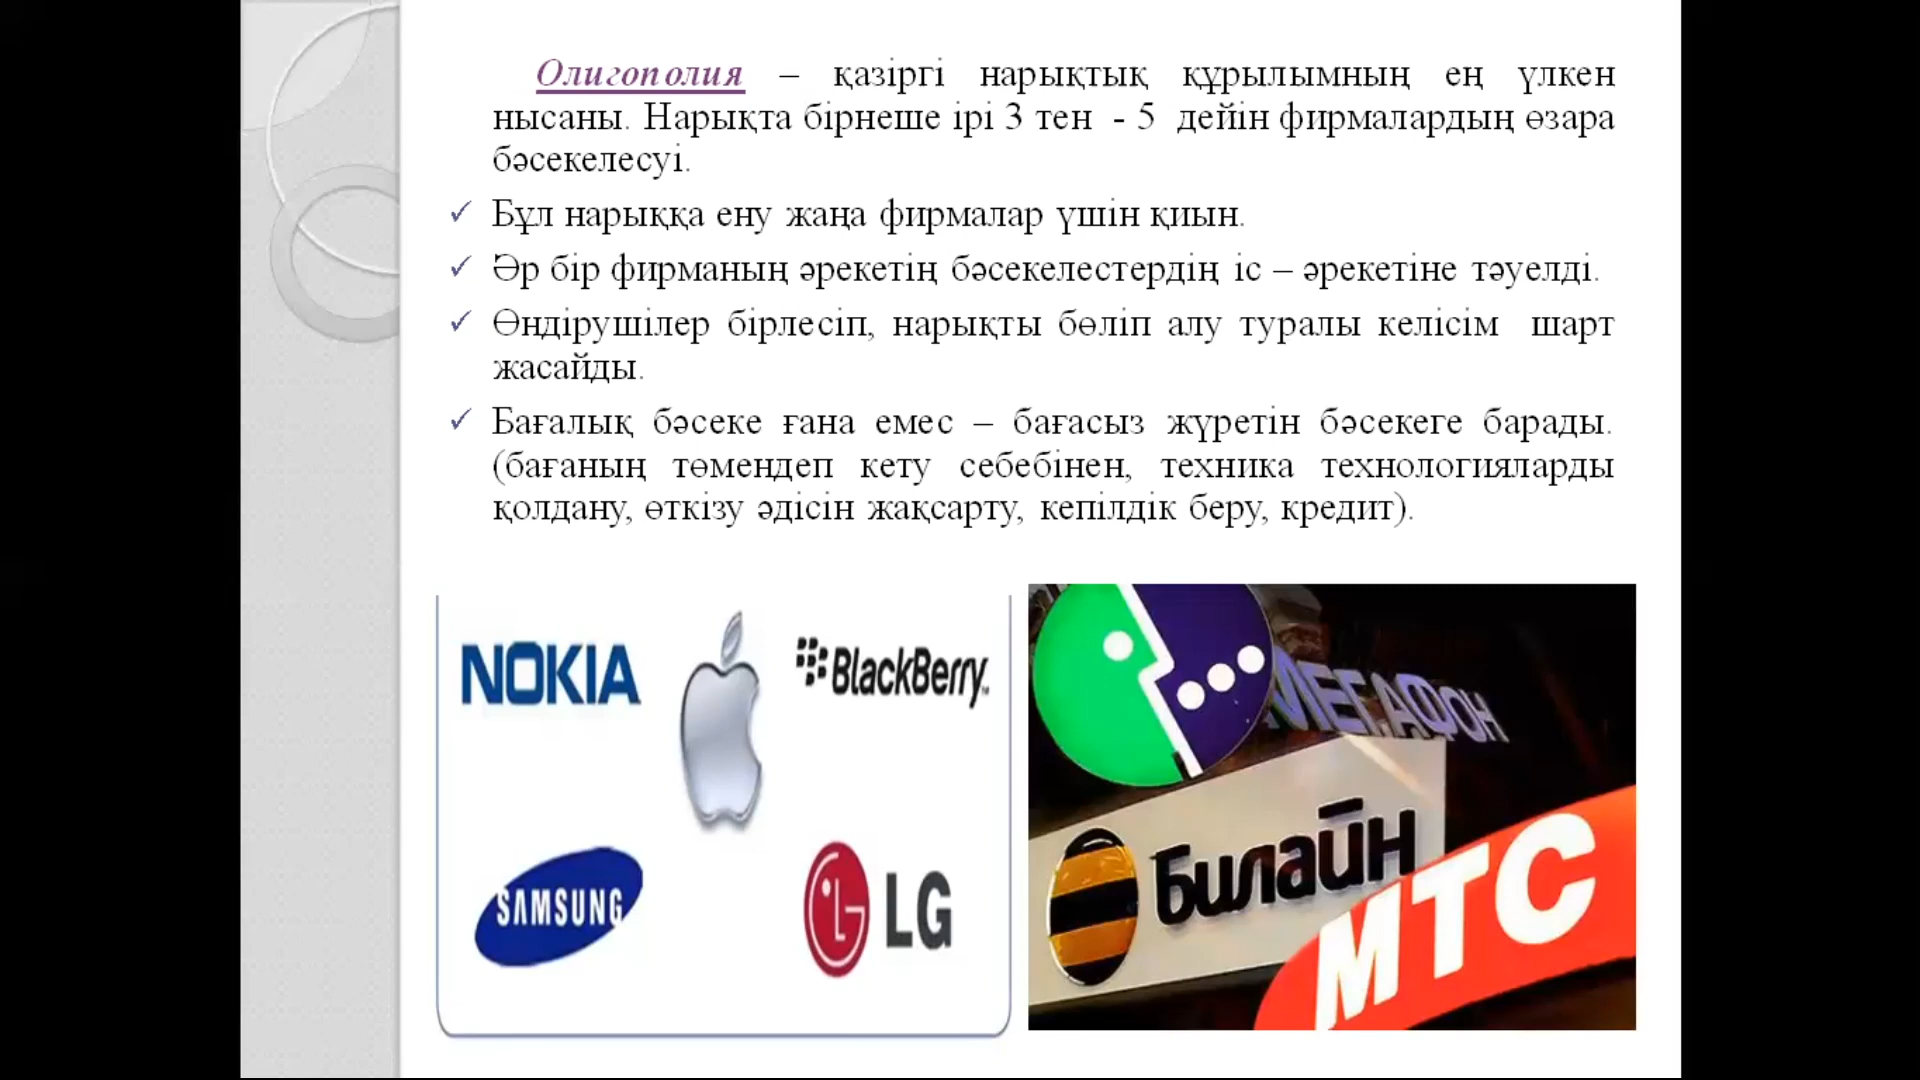 Олигополия – қазіргі нарықтық құрылымның ең үлкен
нысаны. Нарықта бірнеше ірі 3 тен - 5 дейін фирмалардың өзара
бәсекелесуі.
✓ Бұл нарыққа ену жаңа фирмалар үшін қиын.
✓ Әр бір фирманың әрекетің бәсекелестердің іс – әрекетіне тәуелді.
✓ Өндірушілер бірлесіп, нарықты бөліп алу туралы келісім шарт
жасайды.
✓ Бағалық бәсеке ғана емес – бағасыз жүретін бәсекеге барады.
(бағаның төмендеп кету себебінен, техника технологияларды
қолдану, өткізу әдісін жақсарту, кепілдік беру, кредит).
NOKIA
BlackBerry
SAMSUNG
LG
МЕГАФОН
Билайн
МТС